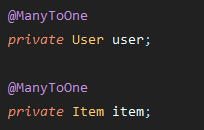 @ManyToOne
private User user;
@ManyToOne
private Item item;